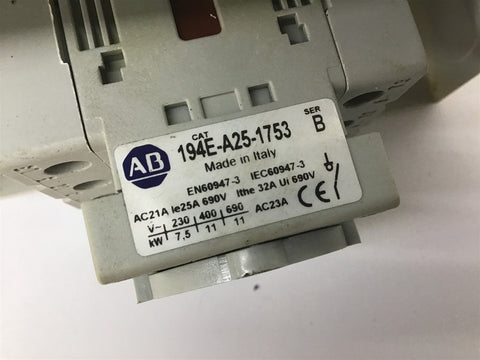 AB
CAT 194E-A25-1753 SER B
Made in Italy
EN60947-3 IEC60947-3
AC21A Ie25A 690V Ithe 32A Ui 690V
V~ 230 400 690 AC23A CE
kW 7,5 11 11